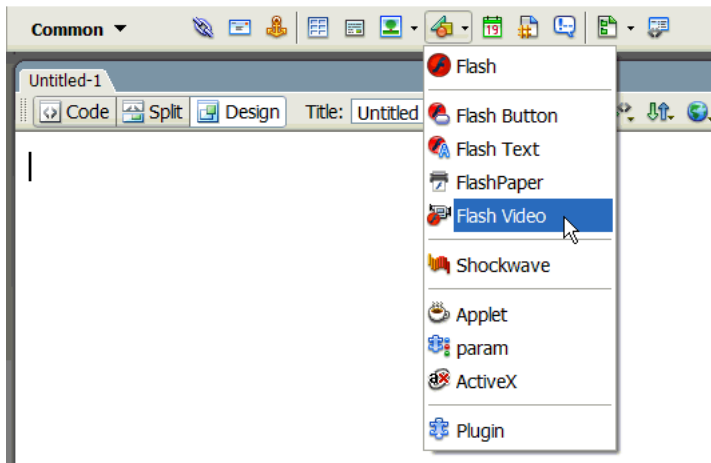 Common
19
Untitled-1
Code Split Design Title: Untitled
Flash
Flash Button
Flash Text
FlashPaper
Flash Video
Shockwave
Applet
param
ActiveX
Plugin